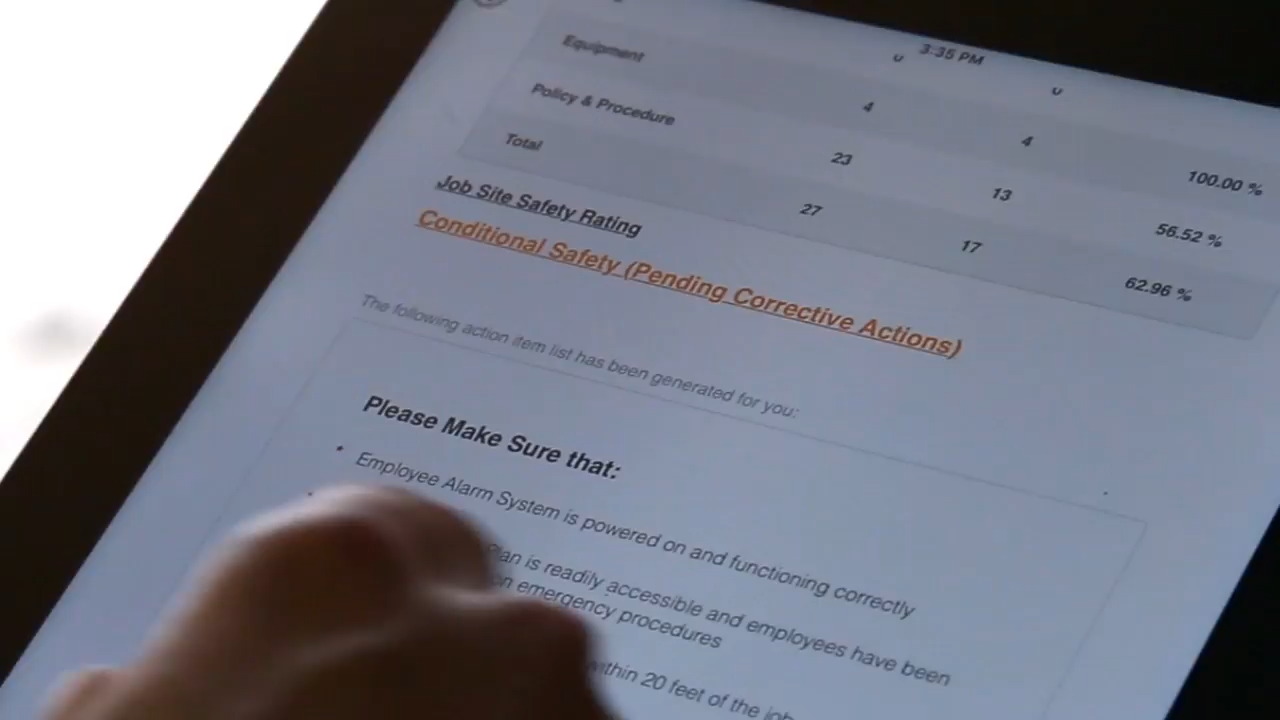 3:35 PM
Equipment 4 4 100.00 %
Policy & Procedure 23 13 56.52 %
Total 27 17 62.96 %
Job Site Safety Rating
Conditional Safety (Pending Corrective Actions)
The following action item list has been generated for you:
Please Make Sure that:
* Employee Alarm System is powered on and functioning correctly
Plan is readily accessible and employees have been
on emergency procedures
within 20 feet of the job